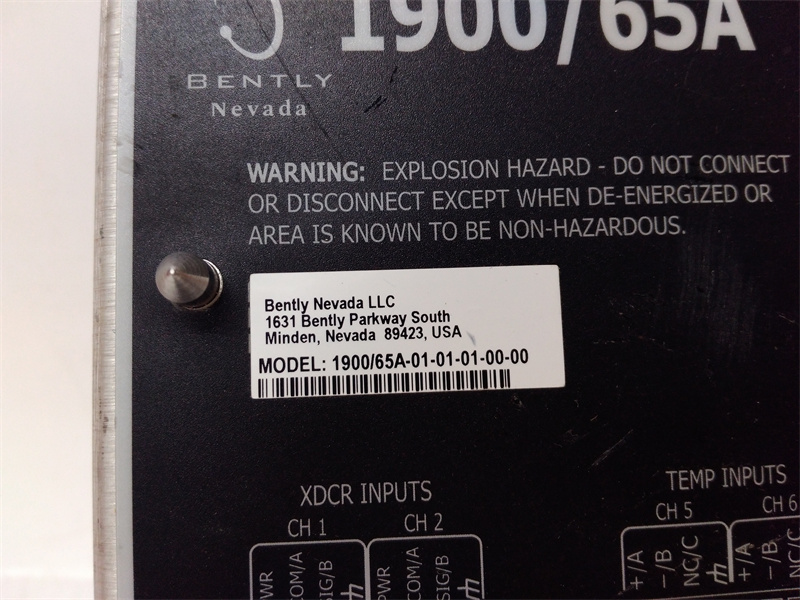 1900/65A
BENTLY
Nevada
WARNING: EXPLOSION HAZARD - DO NOT CONNECT
OR DISCONNECT EXCEPT WHEN DE-ENERGIZED OR
AREA IS KNOWN TO BE NON-HAZARDOUS.
Bently Nevada LLC
1631 Bently Parkway South
Minden, Nevada 89423, USA
MODEL: 1900/65A-01-01-01-00-00
XDCR INPUTS
TEMP INPUTS
CH 1
CH 2
CH 5
CH 6
PWR
COM/A
SIG/B
PWR
COM/A
SIG/B
+/A
-/B
NC/C
+/A
-/B
NC/C